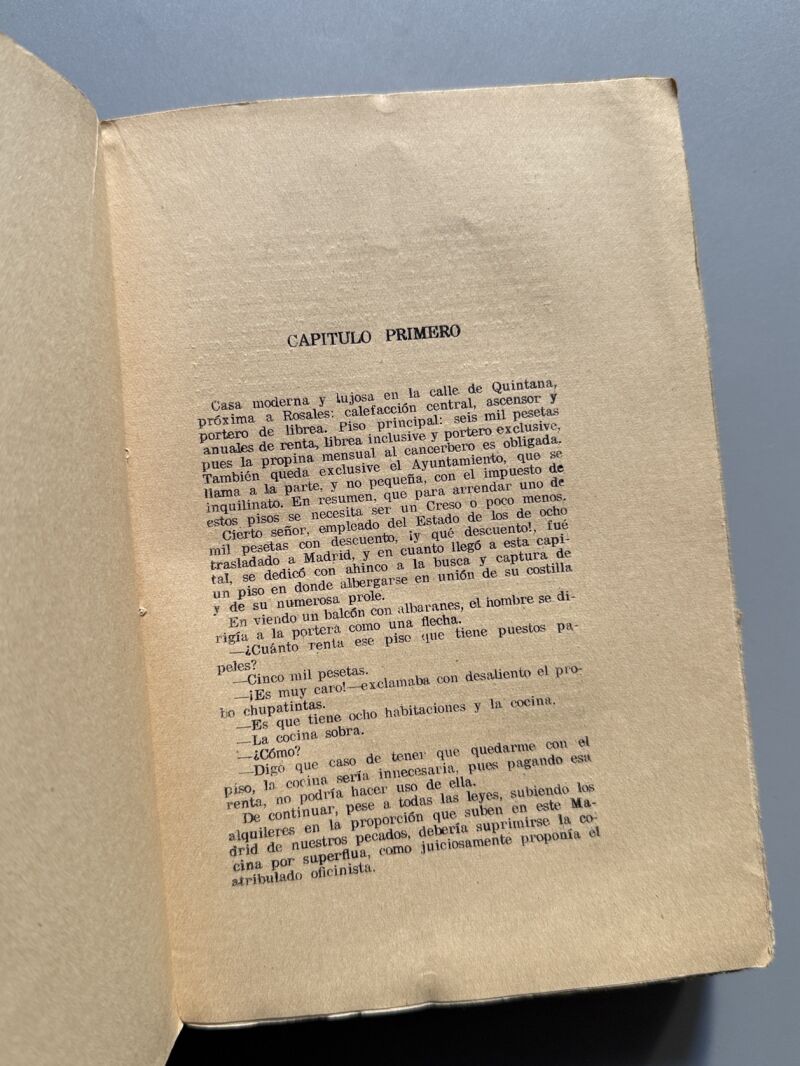 CAPITULO PRIMERO
Casa moderna y lujosa en la calle de Quintana,
próxima a Rosales: calefacción central, ascensor y
portero de librea. Piso principal: seis mil pesetas
anuales de renta, librea inclusive y portero exclusive,
pues la propina mensual al cancerbero es obligada.
También queda exclusive el Ayuntamiento, que se
llama a la parte, y no pequeña, con el impuesto de
inquilinato. En resumen, que para arrendar uno de
estos pisos se necesita ser un Creso o poco menos.
Cierto señor, empleado del Estado de los de ocho
mil pesetas con descuento, ¡y qué descuento!, fué
trasladado a Madrid, y en cuanto llegó a esta capi-
tal, se dedicó con ahinco a la busca y captura de
un piso en donde albergarse en unión de su costilla
y de su numerosa prole.
En viendo un balcón con albaranes, el hombre se di-
rigía a la portera como una flecha.
—¿Cuánto renta ese piso que tiene puestos pa-
peles?
—Cinco mil pesetas.
—¡Es muy caro!—exclamaba con desaliento el pro-
bo chupatintas.
—Es que tiene ocho habitaciones y la cocina.
—La cocina sobra.
—¿Cómo?
—Digo que caso de tener que quedarme con el
piso, la cocina sería innecesaria, pues pagando esa
renta, no podría hacer uso de ella.
De continuar, pese a todas las leyes, subiendo los
alquileres en la proporción que suben en este Ma-
drid de nuestros pecados, debería suprimirse la co-
cina por superflua, como juiciosamente proponía el
atribulado oficinista.